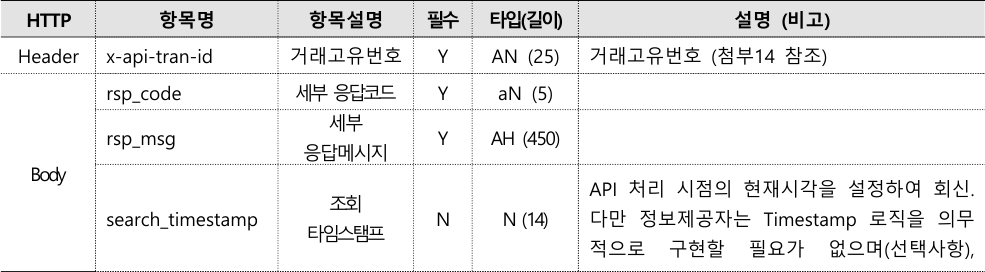 HTTP 항목명 항목설명 필수 타입(길이) 설명 (비고)
Header x-api-tran-id 거래고유번호 Y AN (25) 거래고유번호 (첨부14 참조)
Body
rsp_code 세부 응답코드 Y aN (5)
rsp_msg 세부
응답메시지 Y AH (450)
search_timestamp 조회
타임스탬프 N N (14) API 처리 시점의 현재시각을 설정하여 회신.
다만 정보제공자는 Timestamp 로직을 의무
적으로 구현할 필요가 없으며(선택사항),